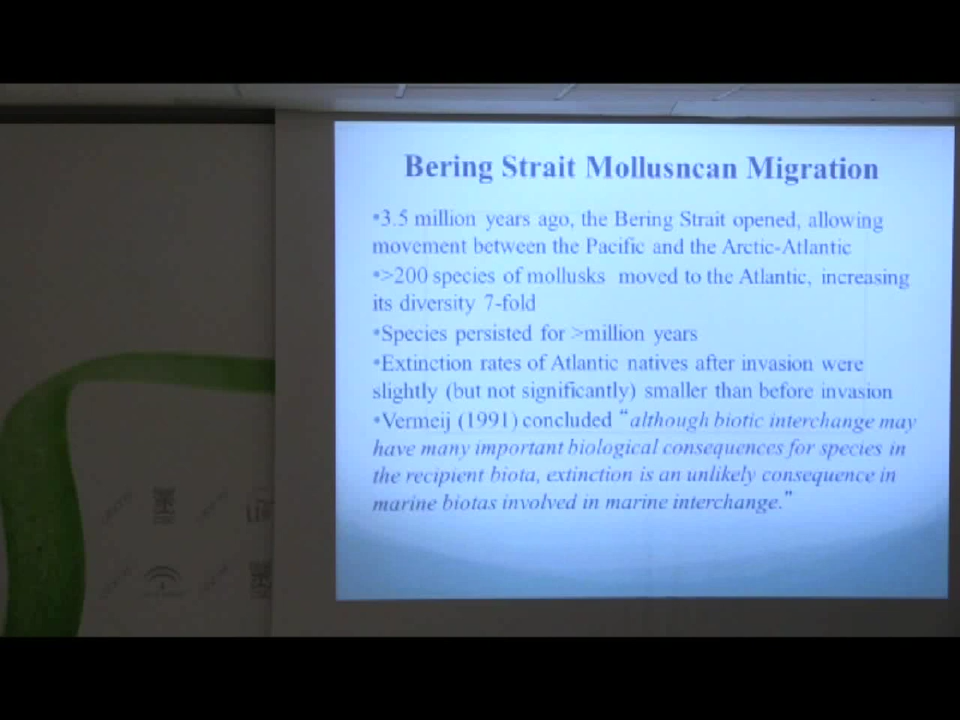 Bering Strait Mollusncan Migration
•3.5 million years ago, the Bering Strait opened, allowing
movement between the Pacific and the Arctic-Atlantic
•>200 species of mollusks moved to the Atlantic, increasing
its diversity 7-fold
•Species persisted for >million years
•Extinction rates of Atlantic natives after invasion were
slightly (but not significantly) smaller than before invasion
•Vermeij (1991) concluded “although biotic interchange may
have many important biological consequences for species in
the recipient biota, extinction is an unlikely consequence in
marine biotas involved in marine interchange.”